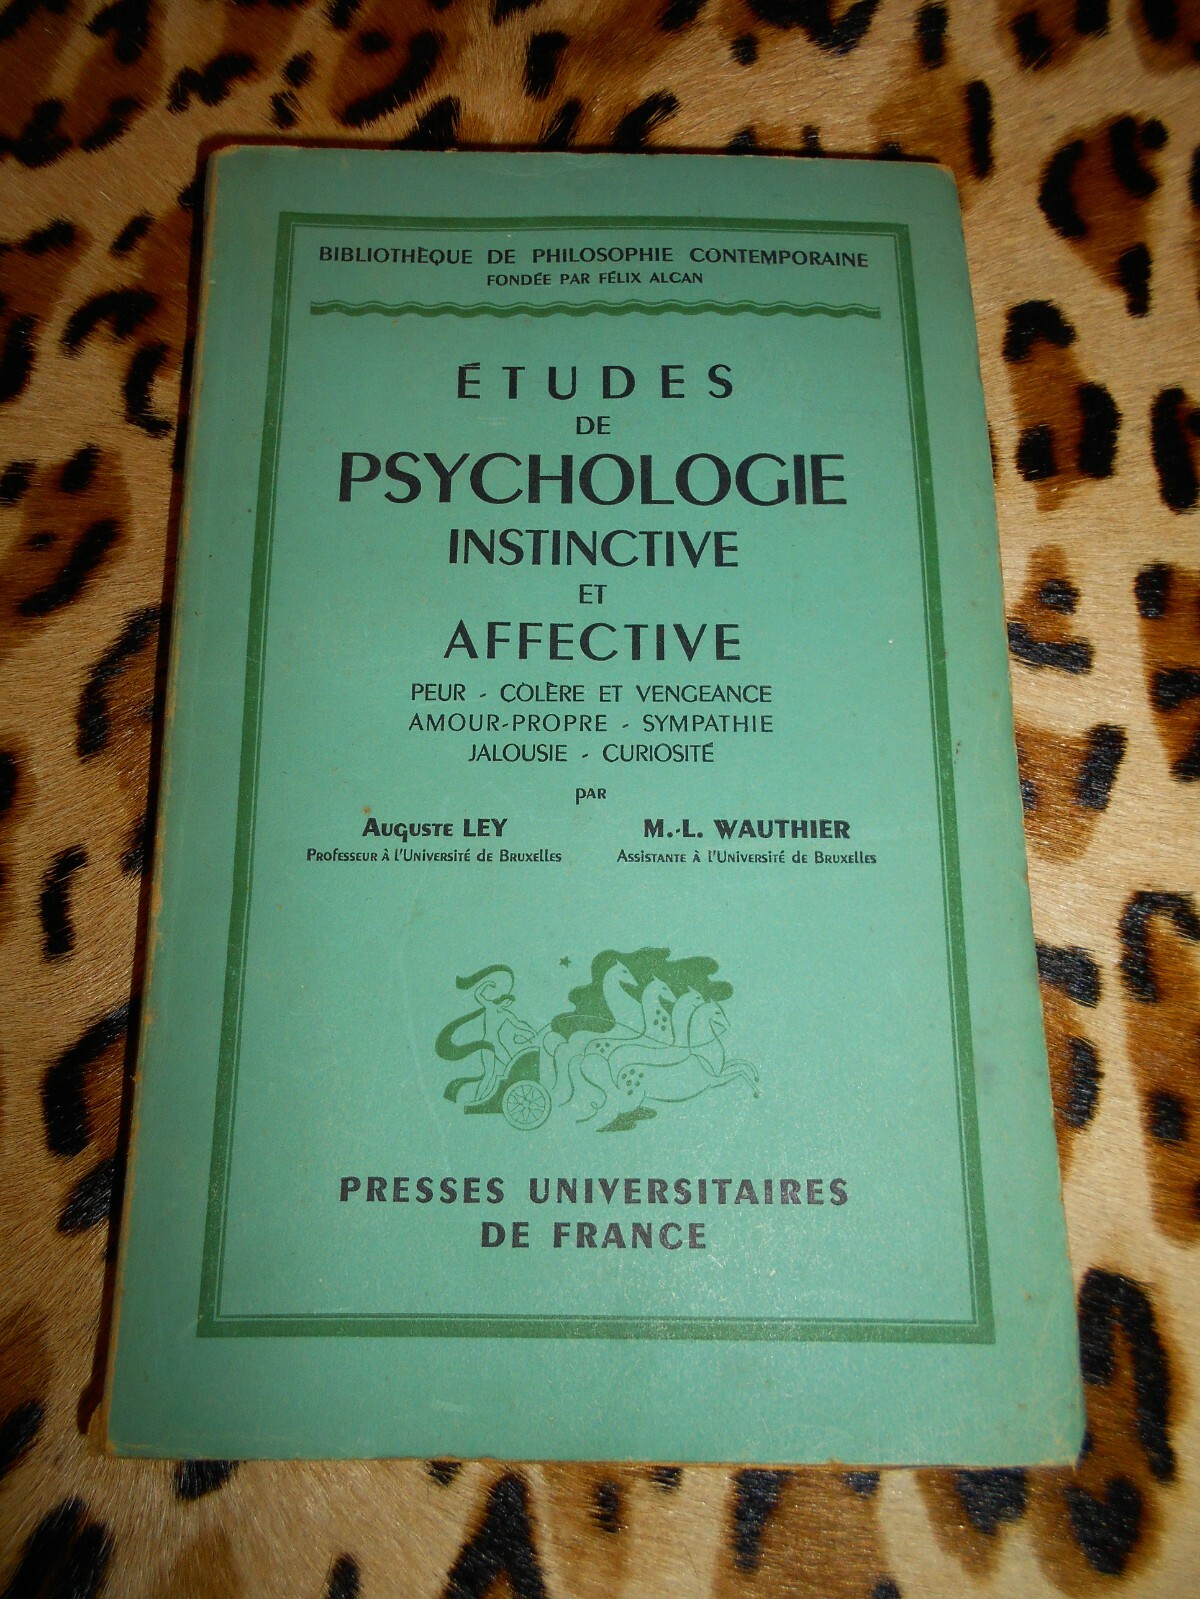 BIBLIOTHÈQUE DE PHILOSOPHIE CONTEMPORAINE
FONDÉE PAR FÉLIX ALCAN
ÉTUDES
DE
PSYCHOLOGIE
INSTINCTIVE
ET
AFFECTIVE
PEUR - COLÈRE ET VENGEANCE
AMOUR-PROPRE - SYMPATHIE
JALOUSIE - CURIOSITÉ
PAR
AUGUSTE LEY
PROFESSEUR À L'UNIVERSITÉ DE BRUXELLES
M.-L. WAUTHIER
ASSISTANTE À L'UNIVERSITÉ DE BRUXELLES
PRESSES UNIVERSITAIRES
DE FRANCE